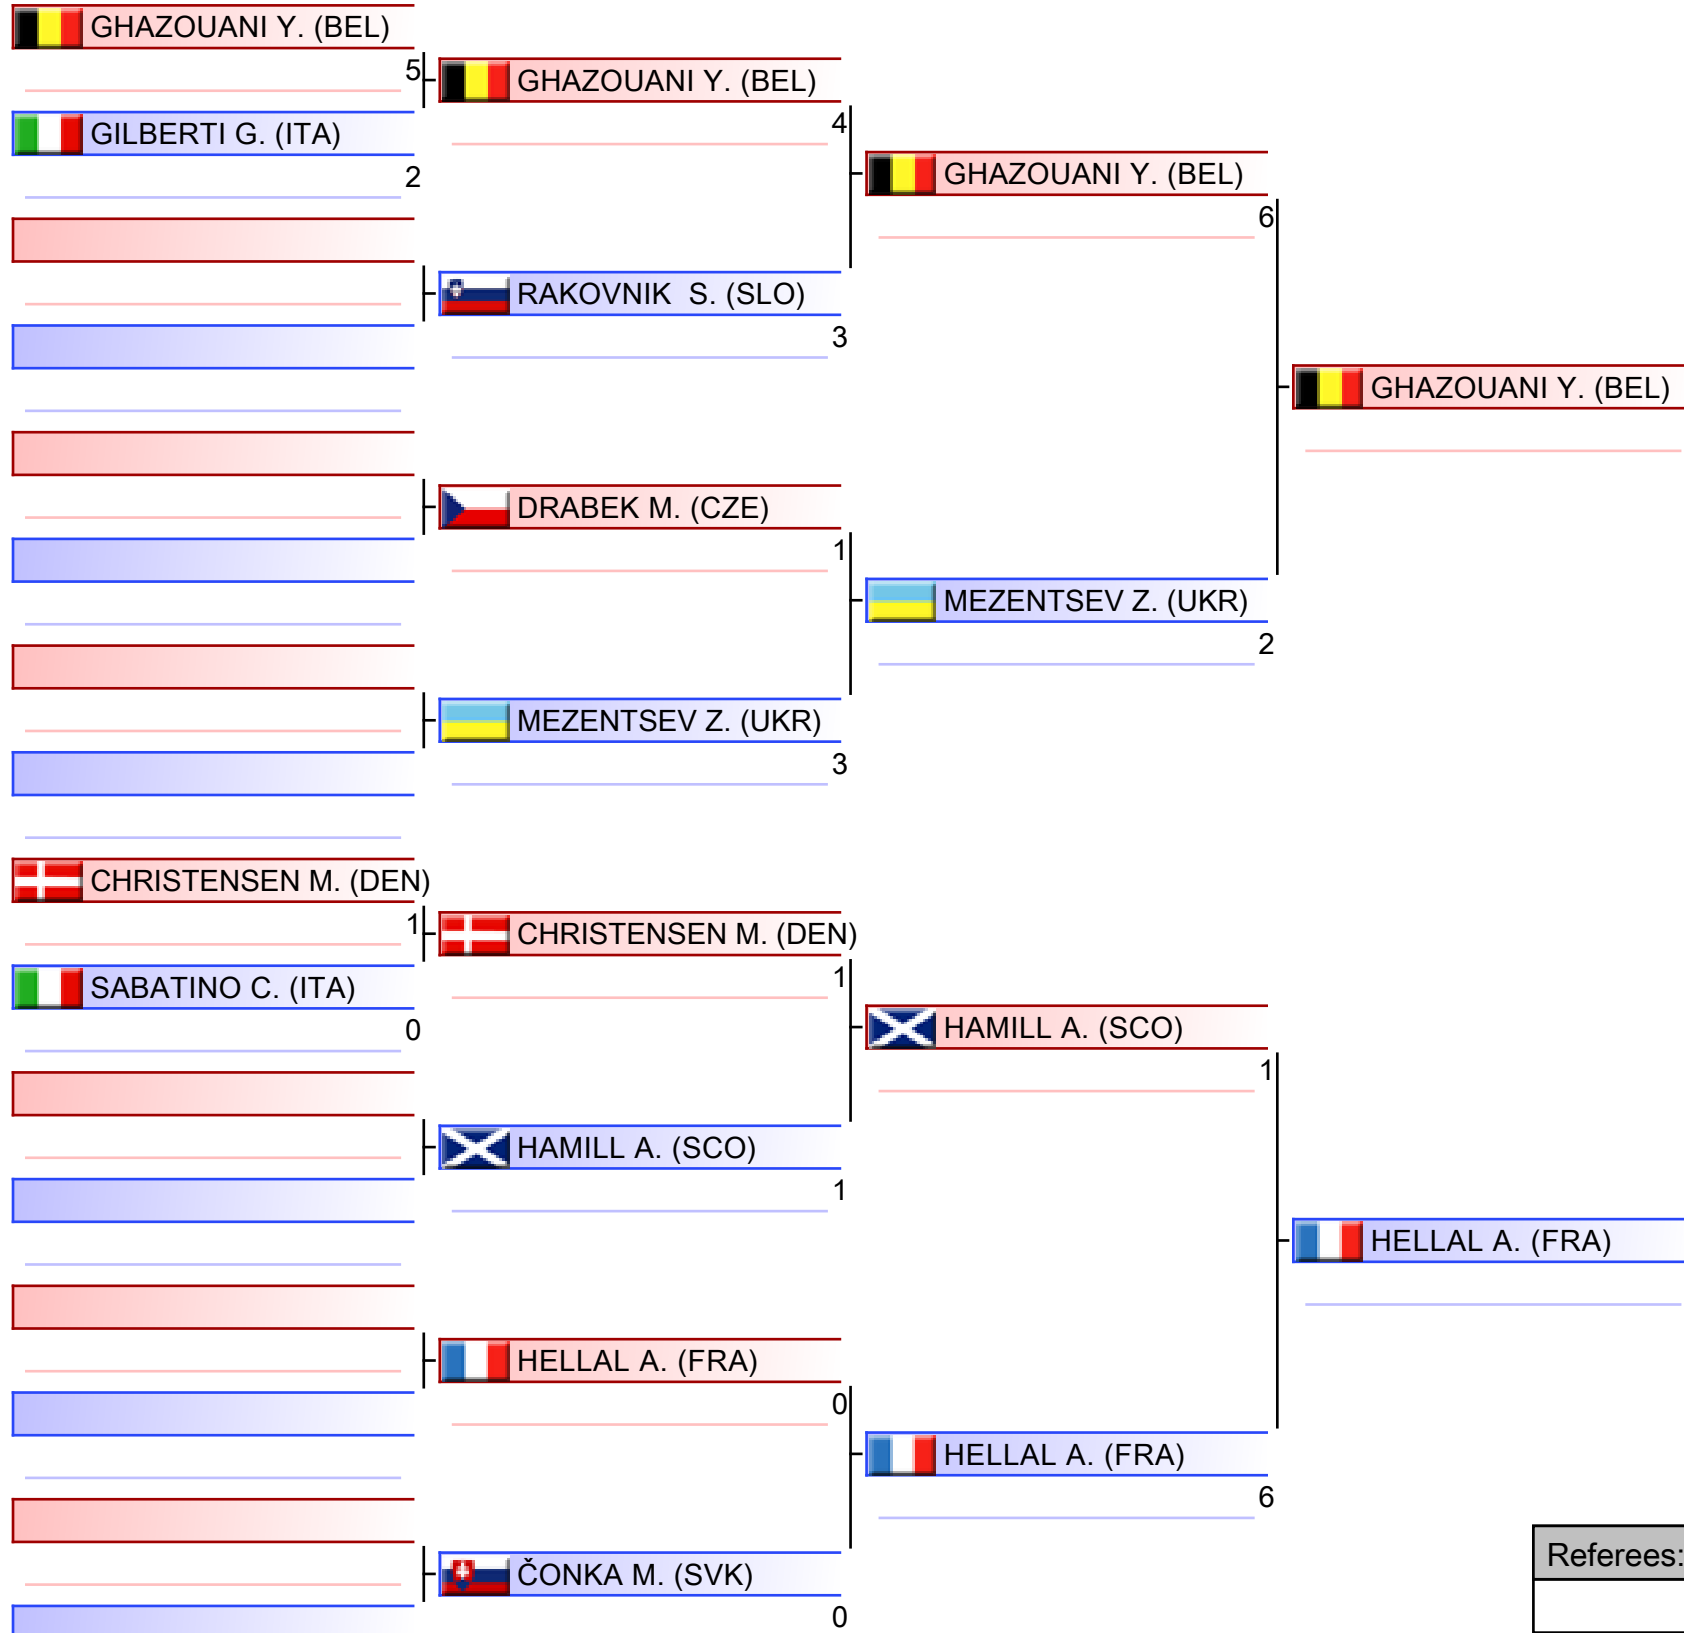 GHAZOUANI Y. (BEL)
5
GHAZOUANI Y. (BEL)
4
GILBERTI G. (ITA)
2
GHAZOUANI Y. (BEL)
6
RAKOVNIK  S. (SLO)
3
GHAZOUANI Y. (BEL)
DRABEK M. (CZE)
1
MEZENTSEV Z. (UKR)
2
MEZENTSEV Z. (UKR)
3
CHRISTENSEN M. (DEN)
1
CHRISTENSEN M. (DEN)
1
SABATINO C. (ITA)
0
HAMILL A. (SCO)
1
HAMILL A. (SCO)
1
HELLAL A. (FRA)
HELLAL A. (FRA)
0
HELLAL A. (FRA)
6
Referees:
ČONKA M. (SVK)
0